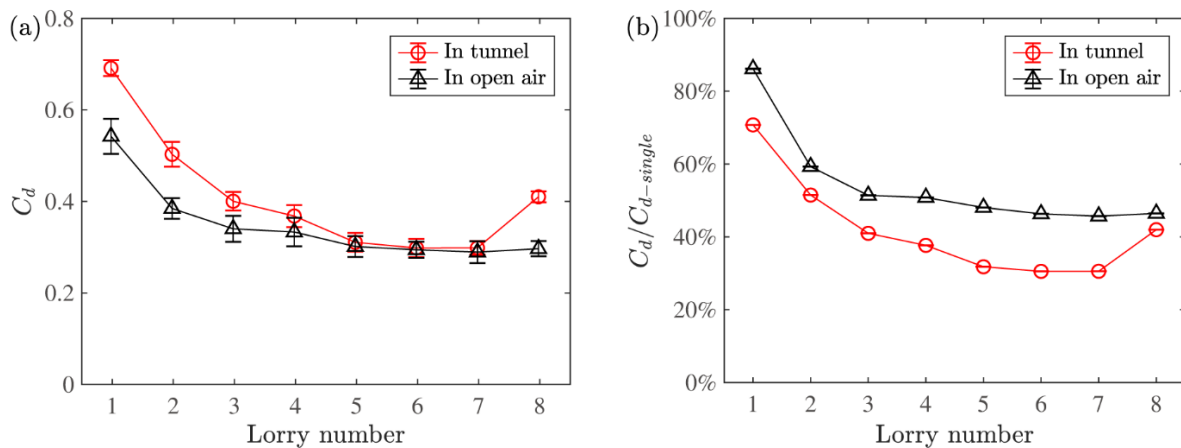 (a)
0.8
0.6
0.4
0.2
0
C_d
In tunnel
In open air
1 2 3 4 5 6 7 8
Lorry number
(b)
100%
80%
60%
40%
20%
0%
C_d/C_{d−single}
In tunnel
In open air
1 2 3 4 5 6 7 8
Lorry number